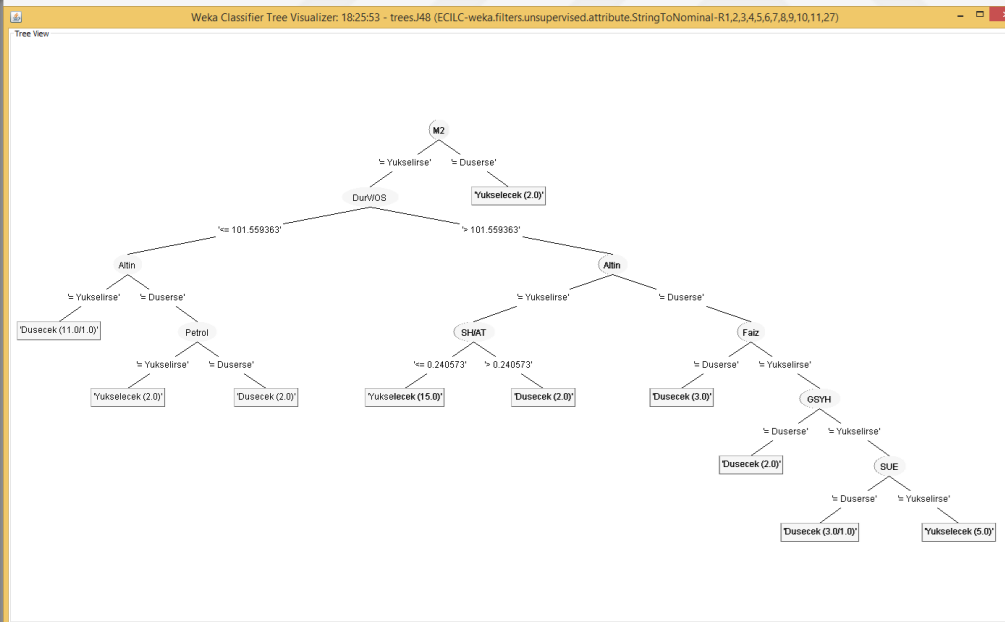 Weka Classifier Tree Visualizer: 18:25:53 - trees.J48 (ECILC-weka.filters.unsupervised.attribute.StringToNominal-R1,2,3,4,5,6,7,8,9,10,11,27)
Tree View
M2
'= Yukselirse' '= Duserse'
DurV/OS 'Yukselecek (2.0)'
'<= 101.559363' '> 101.559363'
Altin Altin
'= Yukselirse' '= Duserse' '= Yukselirse' '= Duserse'
'Dusecek (11.0/1.0)' Petrol SH/AT Faiz
'= Yukselirse' '= Duserse' '<= 0.240573' '> 0.240573' '= Duserse' '= Yukselirse'
'Yukselecek (2.0)' 'Dusecek (2.0)' 'Yukselecek (15.0)' 'Dusecek (2.0)' 'Dusecek (3.0)' GSYH
'= Duserse' '= Yukselirse'
'Dusecek (2.0)' SUE
'= Duserse' '= Yukselirse'
'Dusecek (3.0/1.0)' 'Yukselecek (5.0)'